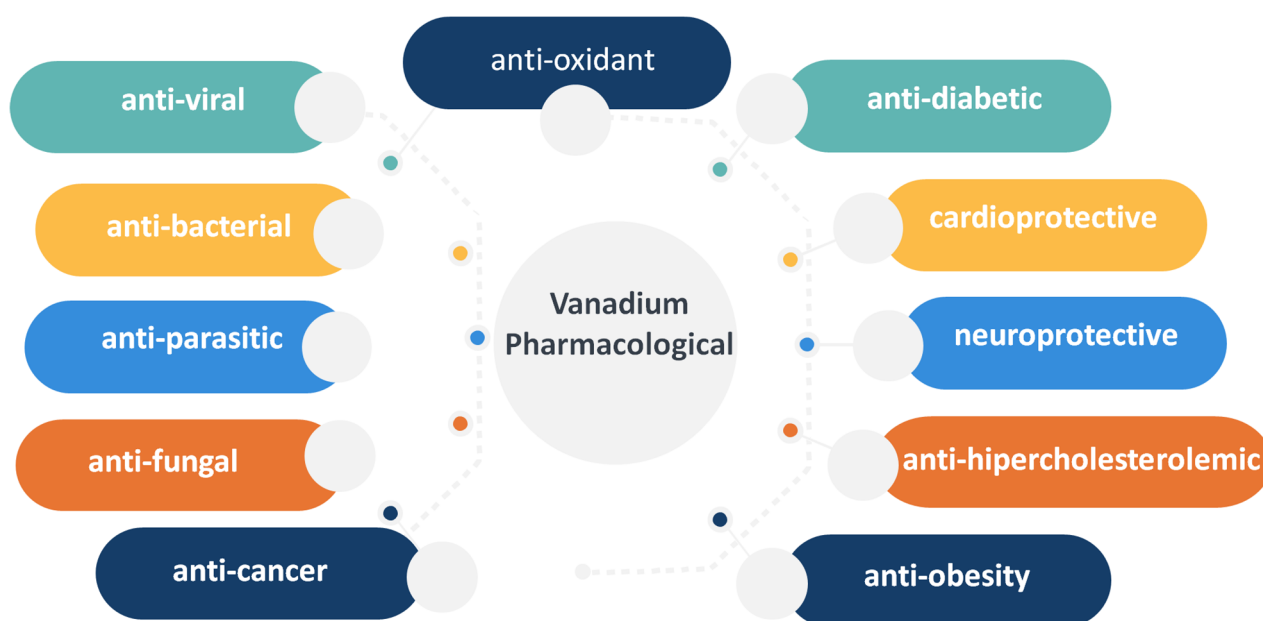 anti-oxidant
anti-viral
anti-diabetic
anti-bacterial
cardioprotective
Vanadium
Pharmacological
anti-parasitic
neuroprotective
anti-fungal
anti-hipercholesterolemic
anti-cancer
anti-obesity